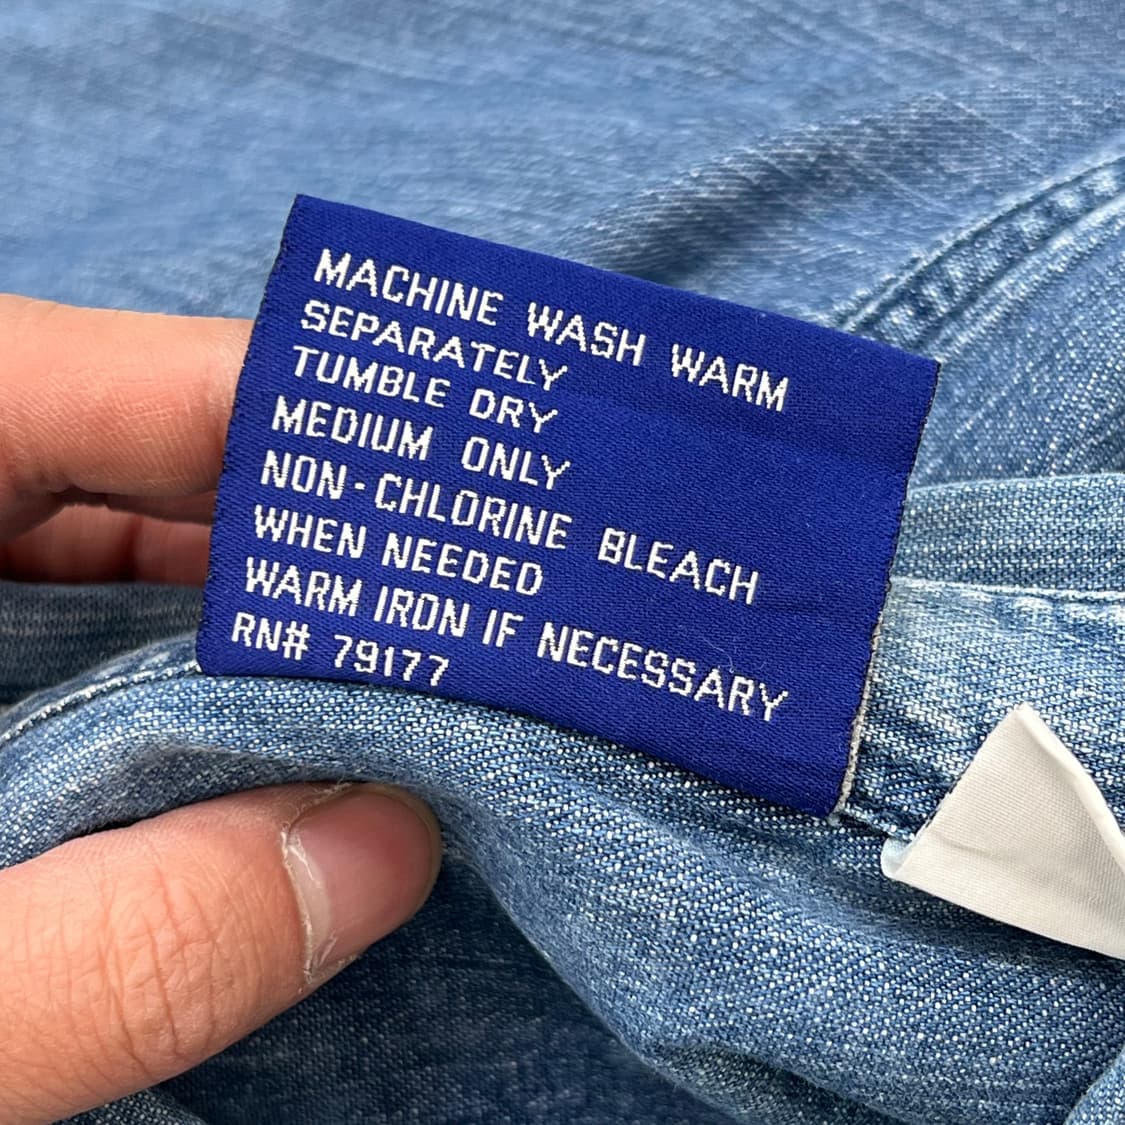 MACHINE WASH WARM
SEPARATELY
TUMBLE DRY
MEDIUM ONLY
NON-CHLORINE BLEACH
WHEN NEEDED
WARM IRON IF NECESSARY
RN# 79177